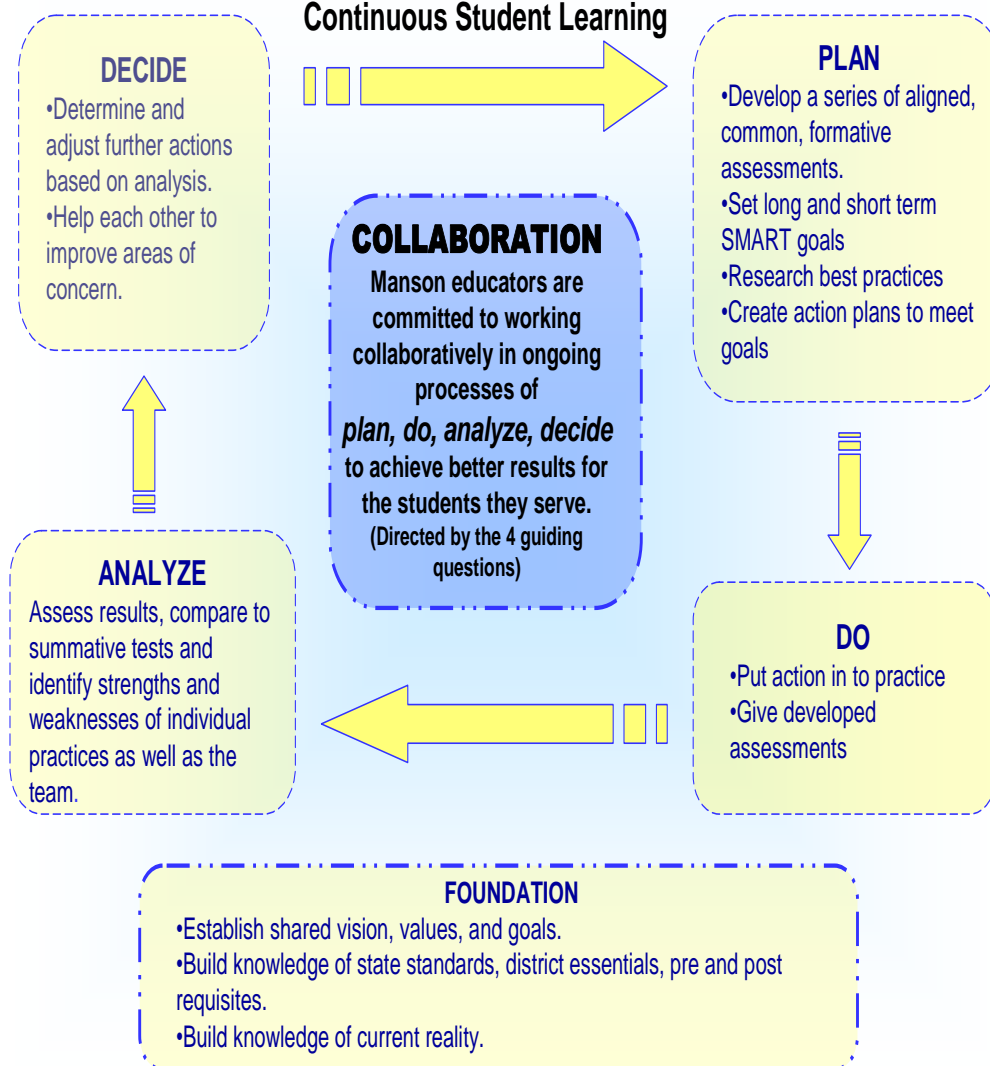 Continuous Student Learning
DECIDE
•Determine and
adjust further actions
based on analysis.
•Help each other to
improve areas of
concern.
PLAN
•Develop a series of aligned,
common, formative
assessments.
•Set long and short term
SMART goals
•Research best practices
•Create action plans to meet
goals
COLLABORATION
Manson educators are
committed to working
collaboratively in ongoing
processes of
plan, do, analyze, decide
to achieve better results for
the students they serve.
(Directed by the 4 guiding
questions)
ANALYZE
Assess results, compare to
summative tests and
identify strengths and
weaknesses of individual
practices as well as the
team.
DO
•Put action in to practice
•Give developed
assessments
FOUNDATION
•Establish shared vision, values, and goals.
•Build knowledge of state standards, district essentials, pre and post
requisites.
•Build knowledge of current reality.